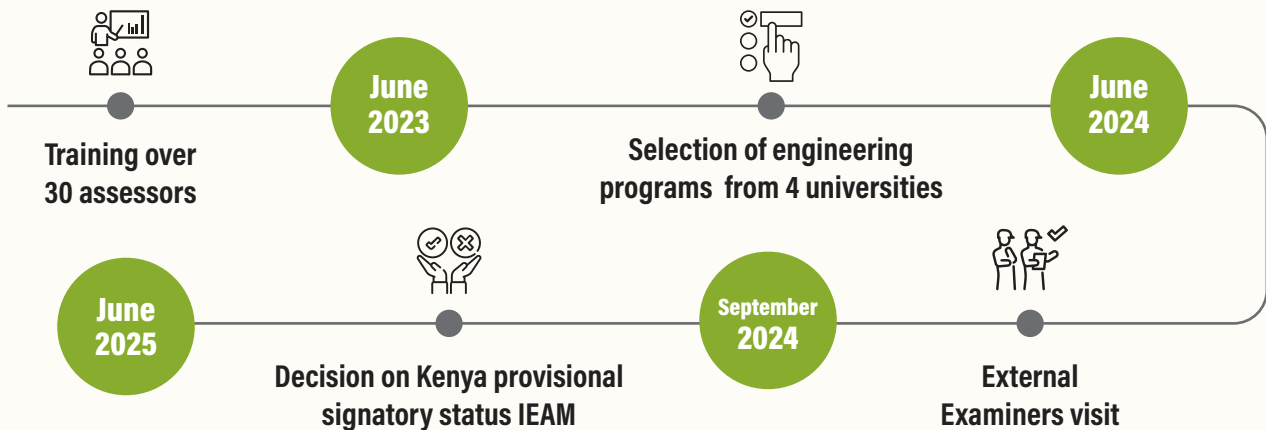 Training over
30 assessors
June
2023
Selection of engineering
programs from 4 universities
June
2024
External
Examiners visit
September
2024
Decision on Kenya provisional
signatory status IEAM
June
2025